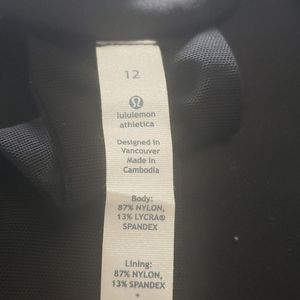 12
lululemon
athletica
Designed in
Vancouver
Made in
Cambodia
Body:
87% NYLON,
13% LYCRA®
SPANDEX
Lining:
87% NYLON,
13% SPANDEX